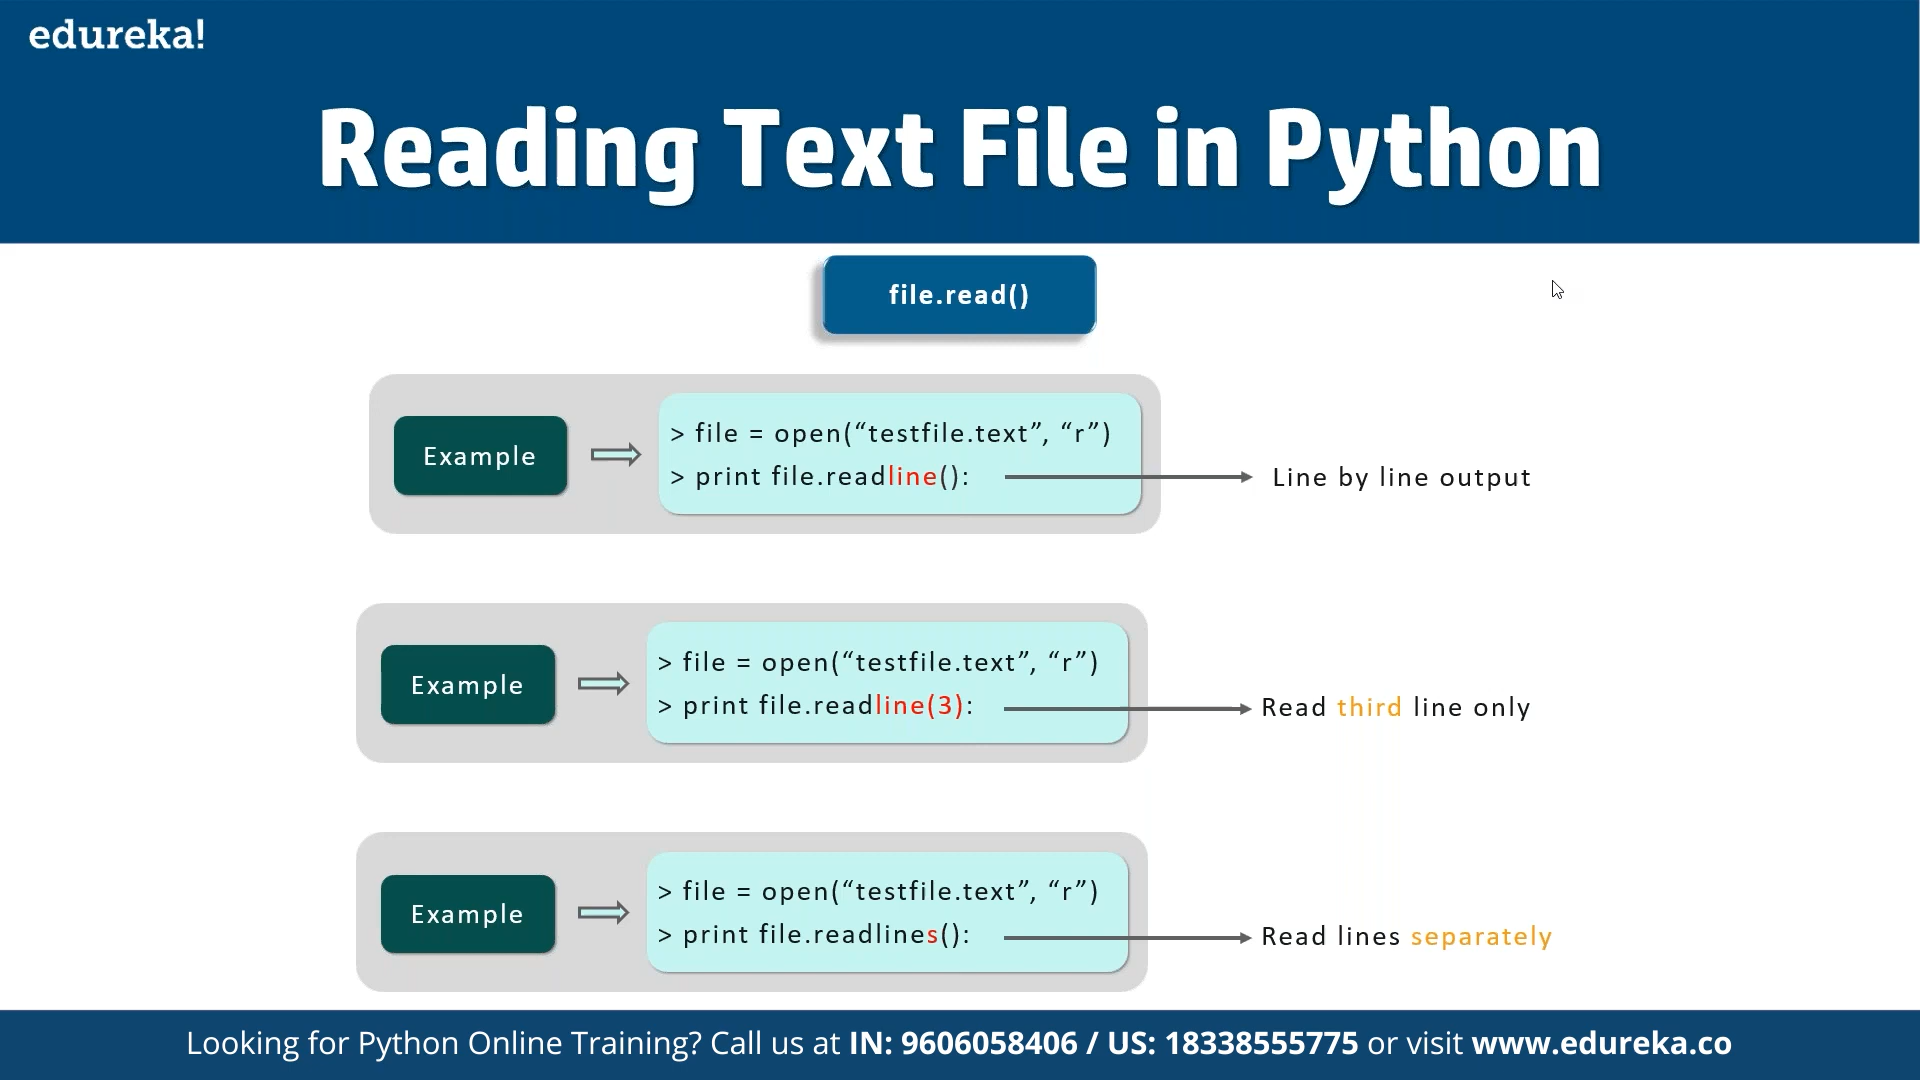 edureka!
Reading Text File in Python
file.read()
Example
> file = open(“testfile.text”, “r”)
> print file.readline():
Line by line output
Example
> file = open(“testfile.text”, “r”)
> print file.readline(3):
Read third line only
Example
> file = open(“testfile.text”, “r”)
> print file.readlines():
Read lines separately
Looking for Python Online Training? Call us at IN: 9606058406 / US: 18338555775 or visit www.edureka.co